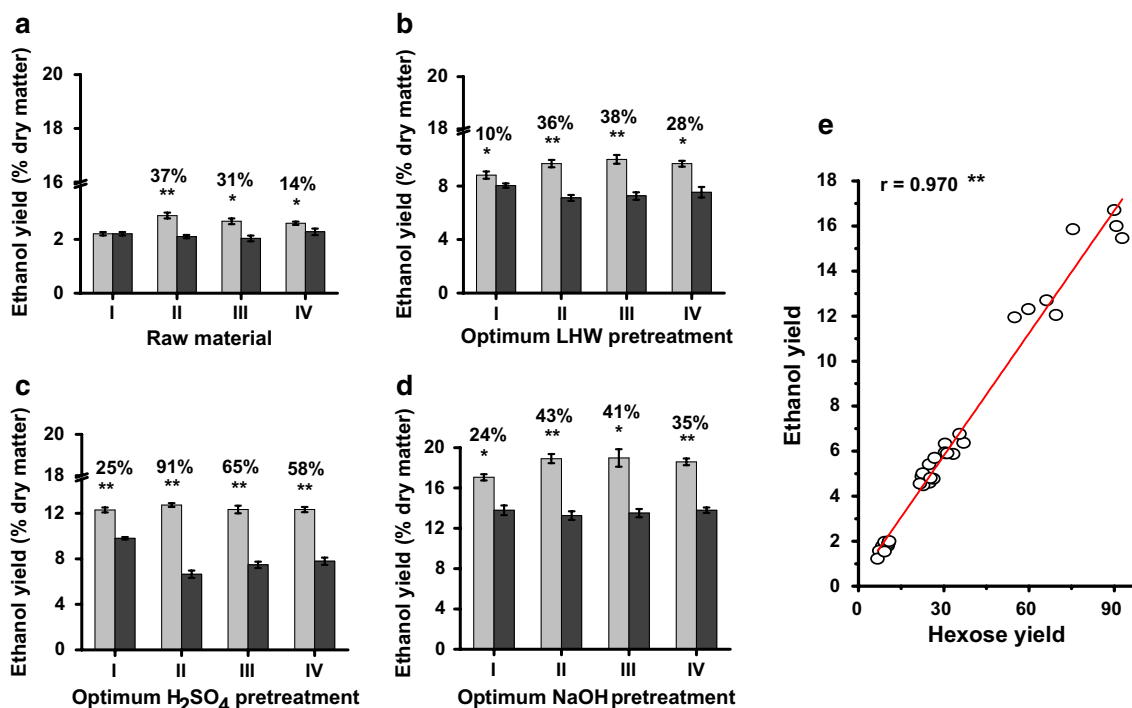 a
Ethanol yield (% dry matter)
20
18
16
2
0
37%
**
31%
*
14%
*
I II III IV
Raw material
b
Ethanol yield (% dry matter)
20
18
8
4
0
10%
*
36%
**
38%
**
28%
*
I II III IV
Optimum LHW pretreatment
c
Ethanol yield (% dry matter)
20
18
12
8
4
0
25%
**
91%
**
65%
**
58%
**
I II III IV
Optimum H2SO4 pretreatment
d
Ethanol yield (% dry matter)
20
16
12
8
4
0
24%
*
43%
**
41%
*
35%
**
I II III IV
Optimum NaOH pretreatment
e
Ethanol yield
18
16
14
12
10
8
6
4
2
0
r = 0.970 **
0 30 60 90
Hexose yield